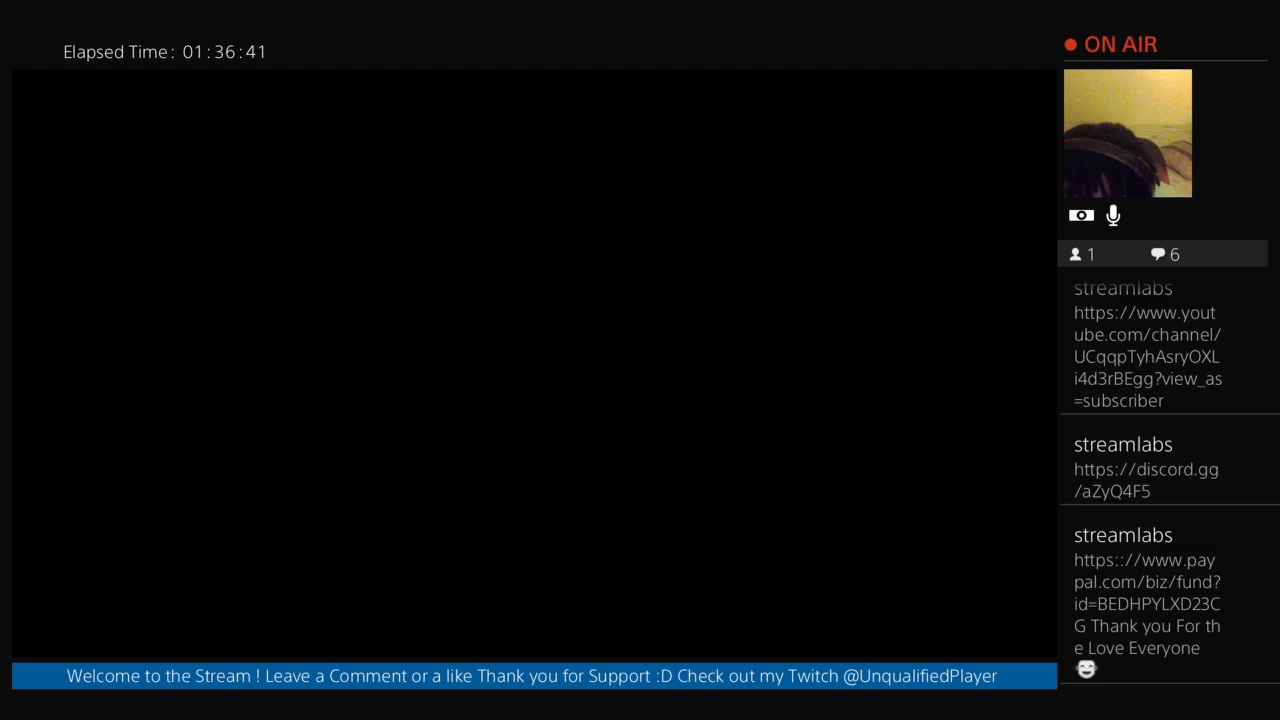 Elapsed Time: 01:36:41
ON AIR
1 6
streamlabs
https://www.yout
ube.com/channel/
UCqqpTyhAsryOXL
i4d3rBEgg?view_as
=subscriber
streamlabs
https://discord.gg
/aZyQ4F5
streamlabs
https:://www.pay
pal.com/biz/fund?
id=BEDHPYLXD23C
G Thank you For th
e Love Everyone
Welcome to the Stream ! Leave a Comment or a like Thank you for Support :D Check out my Twitch @UnqualifiedPlayer